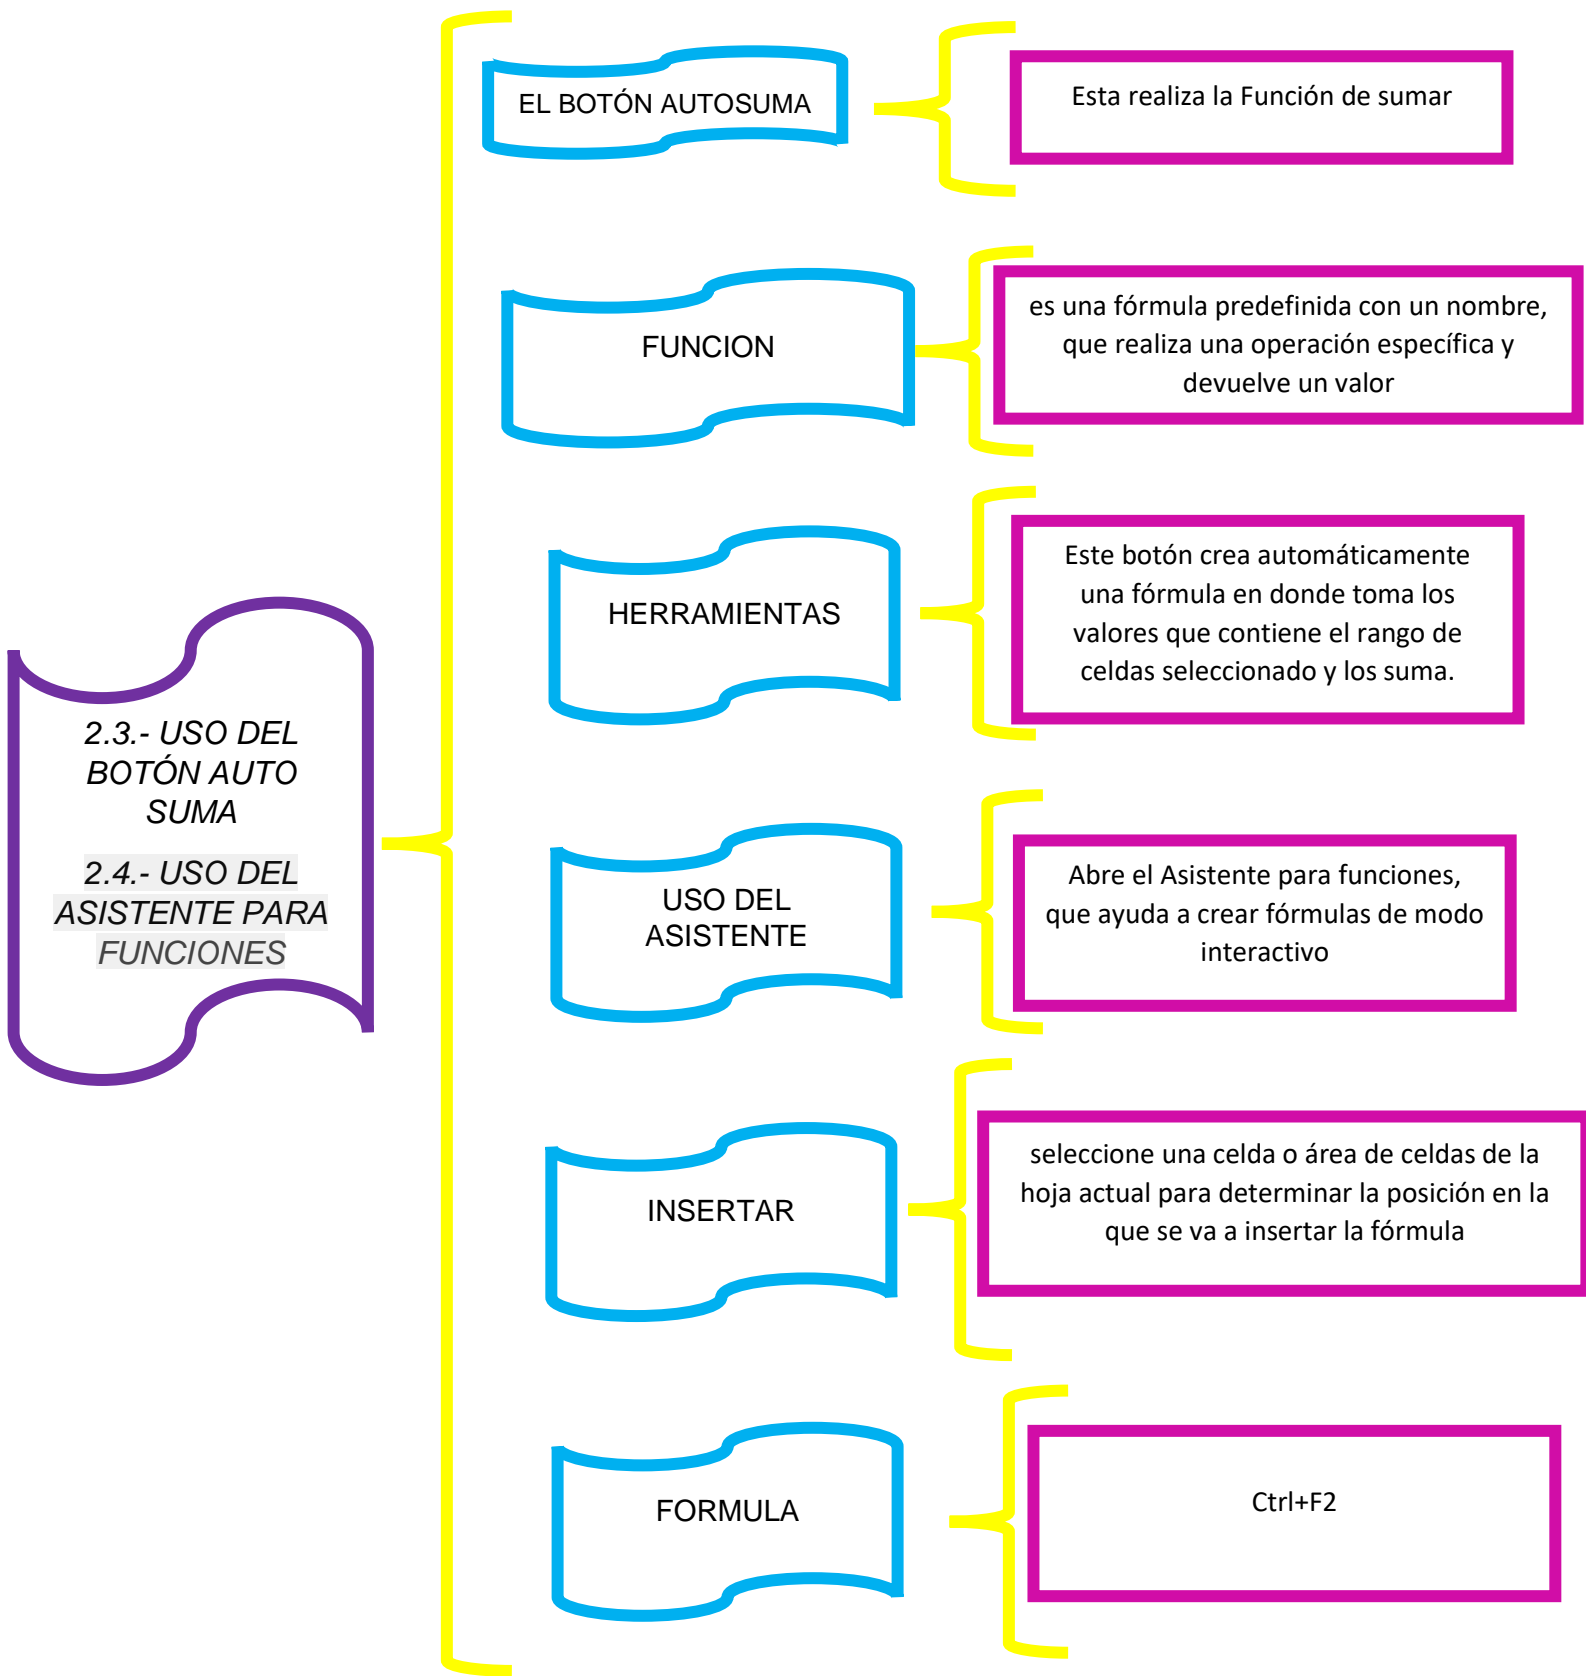 2.3.- USO DEL
BOTÓN AUTO
SUMA
2.4.- USO DEL
ASISTENTE PARA
FUNCIONES
EL BOTÓN AUTOSUMA
Esta realiza la Función de sumar
FUNCION
es una fórmula predefinida con un nombre,
que realiza una operación específica y
devuelve un valor
HERRAMIENTAS
Este botón crea automáticamente
una fórmula en donde toma los
valores que contiene el rango de
celdas seleccionado y los suma.
USO DEL
ASISTENTE
Abre el Asistente para funciones,
que ayuda a crear fórmulas de modo
interactivo
INSERTAR
seleccione una celda o área de celdas de la
hoja actual para determinar la posición en la
que se va a insertar la fórmula
FORMULA
Ctrl+F2